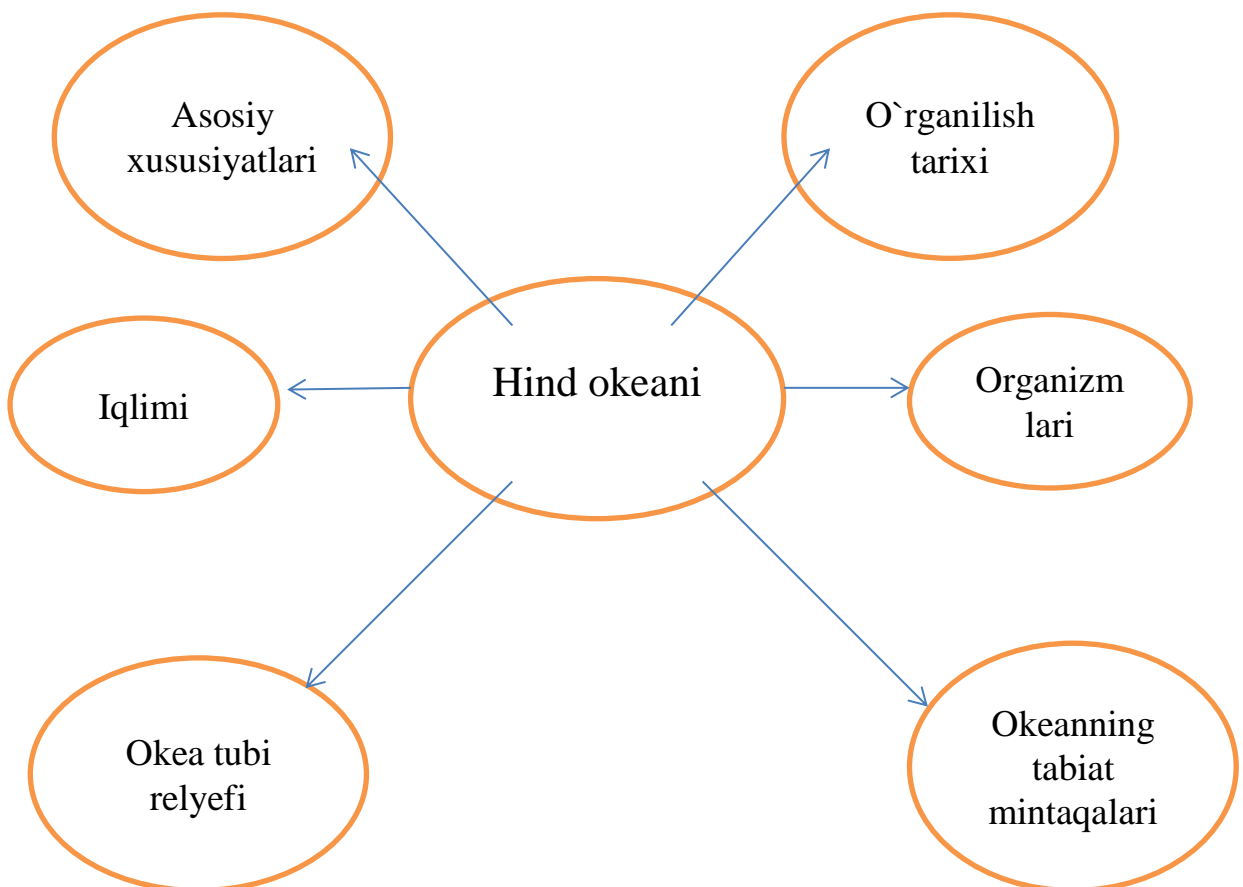 Asosiy
xususiyatlari
O`rganilish
tarixi
Hind okeani
Iqlimi
Organizm
lari
Okea tubi
relyefi
Okeanning
tabiat
mintaqalari